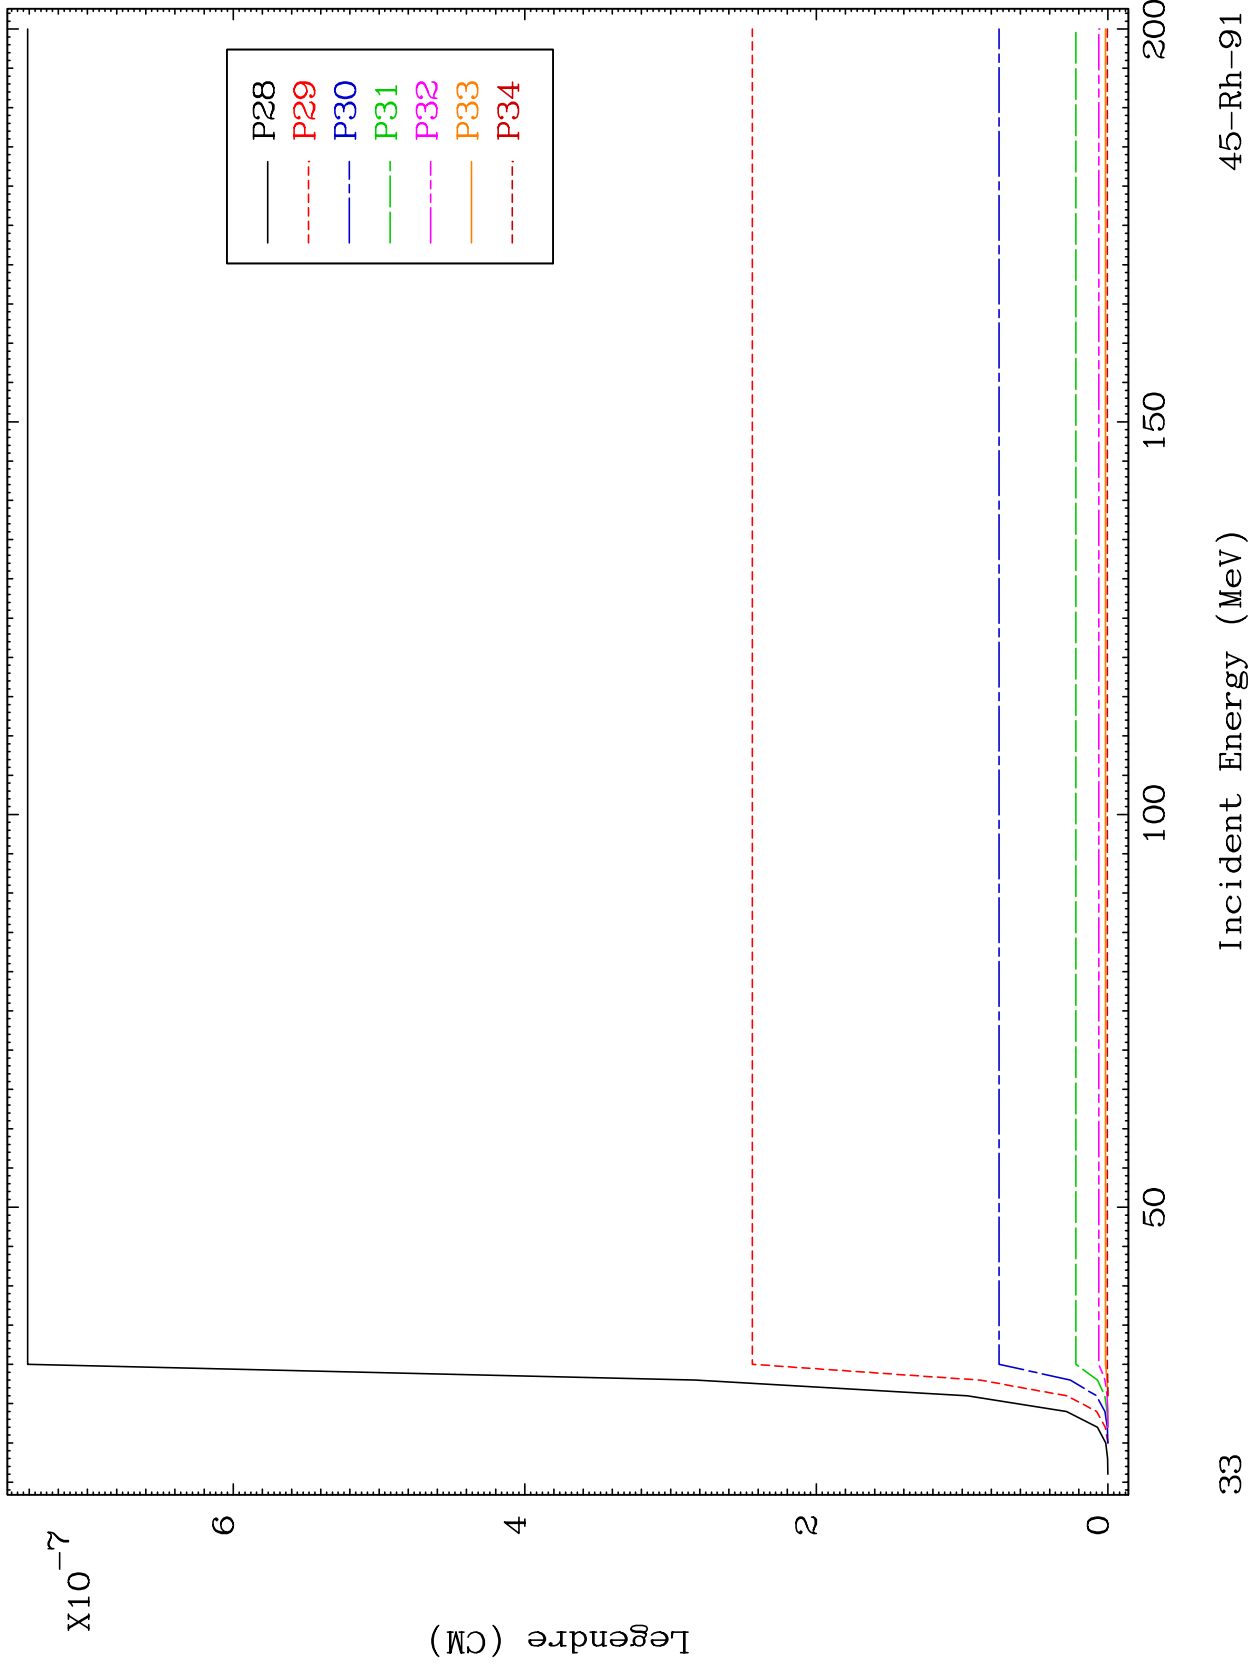 X10-7
6
4
2
0
Legendre (CM)
P28
P29
P30
P31
P32
P33
P34
50
100
150
200
Incident Energy (MeV)
33
45-Rh-91